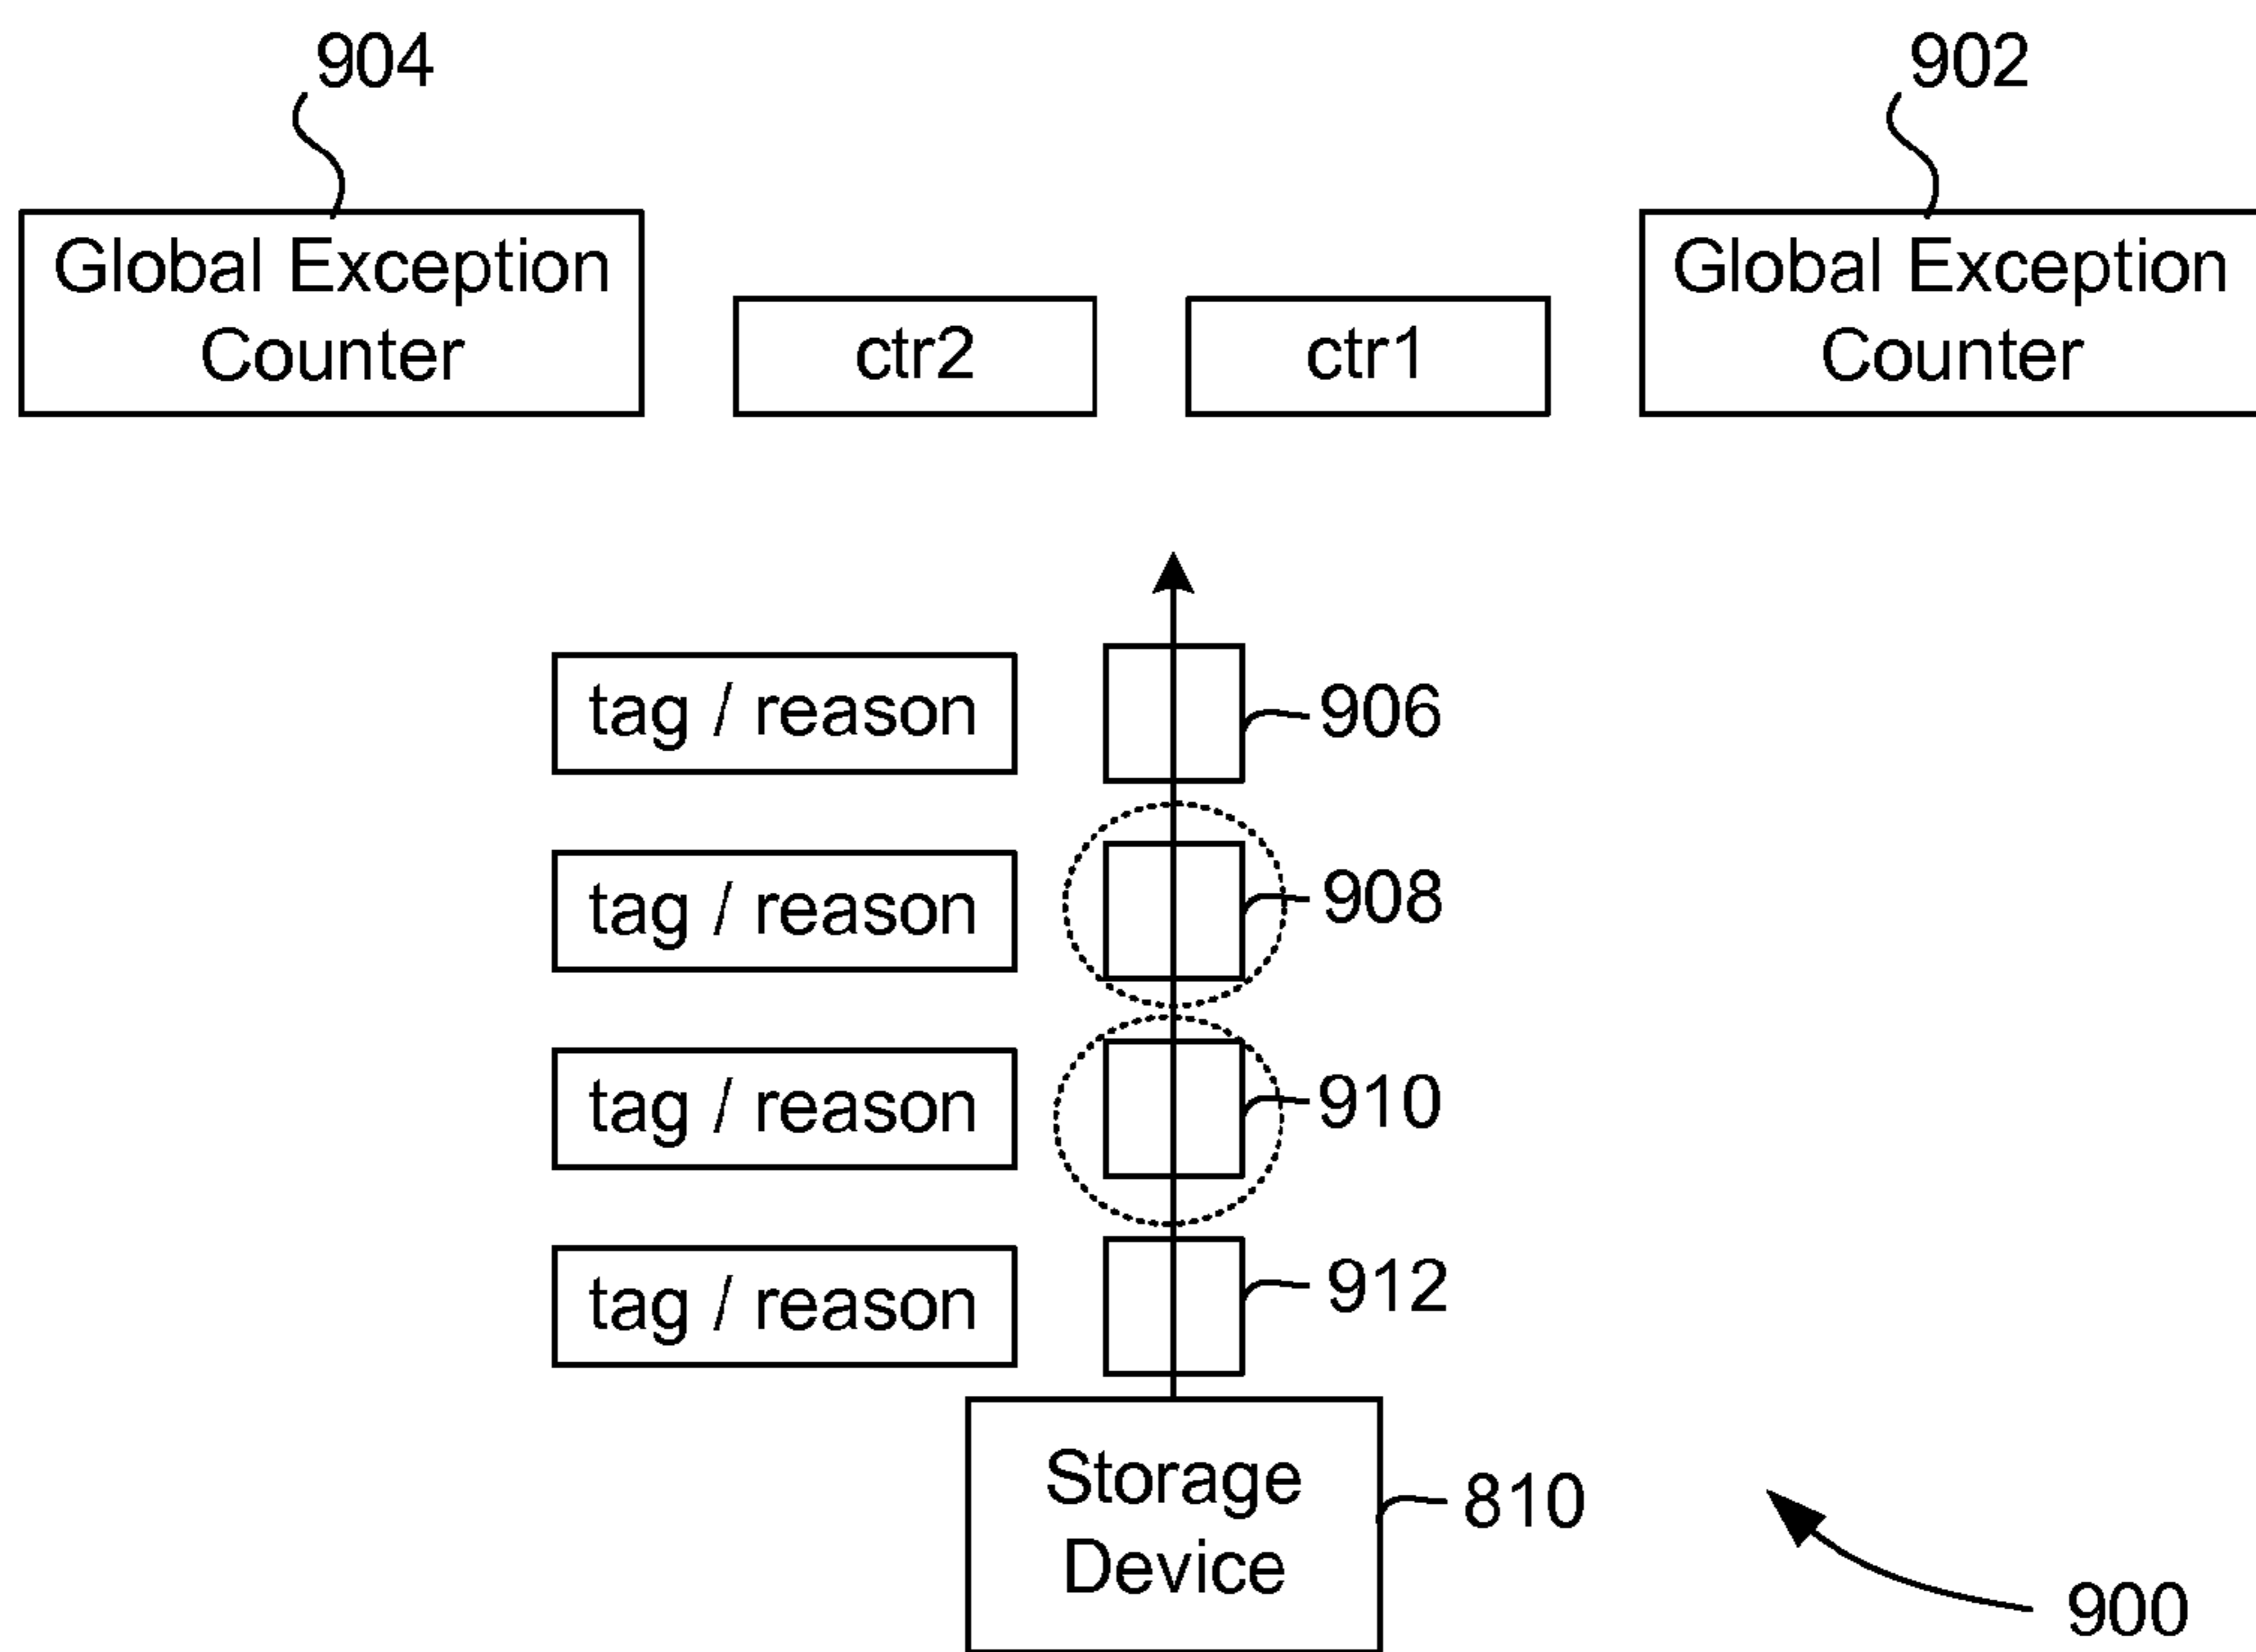 904
902
Global Exception
Counter
ctr2
ctr1
Global Exception
Counter
tag / reason
906
tag / reason
908
tag / reason
910
tag / reason
912
Storage
Device
810
900